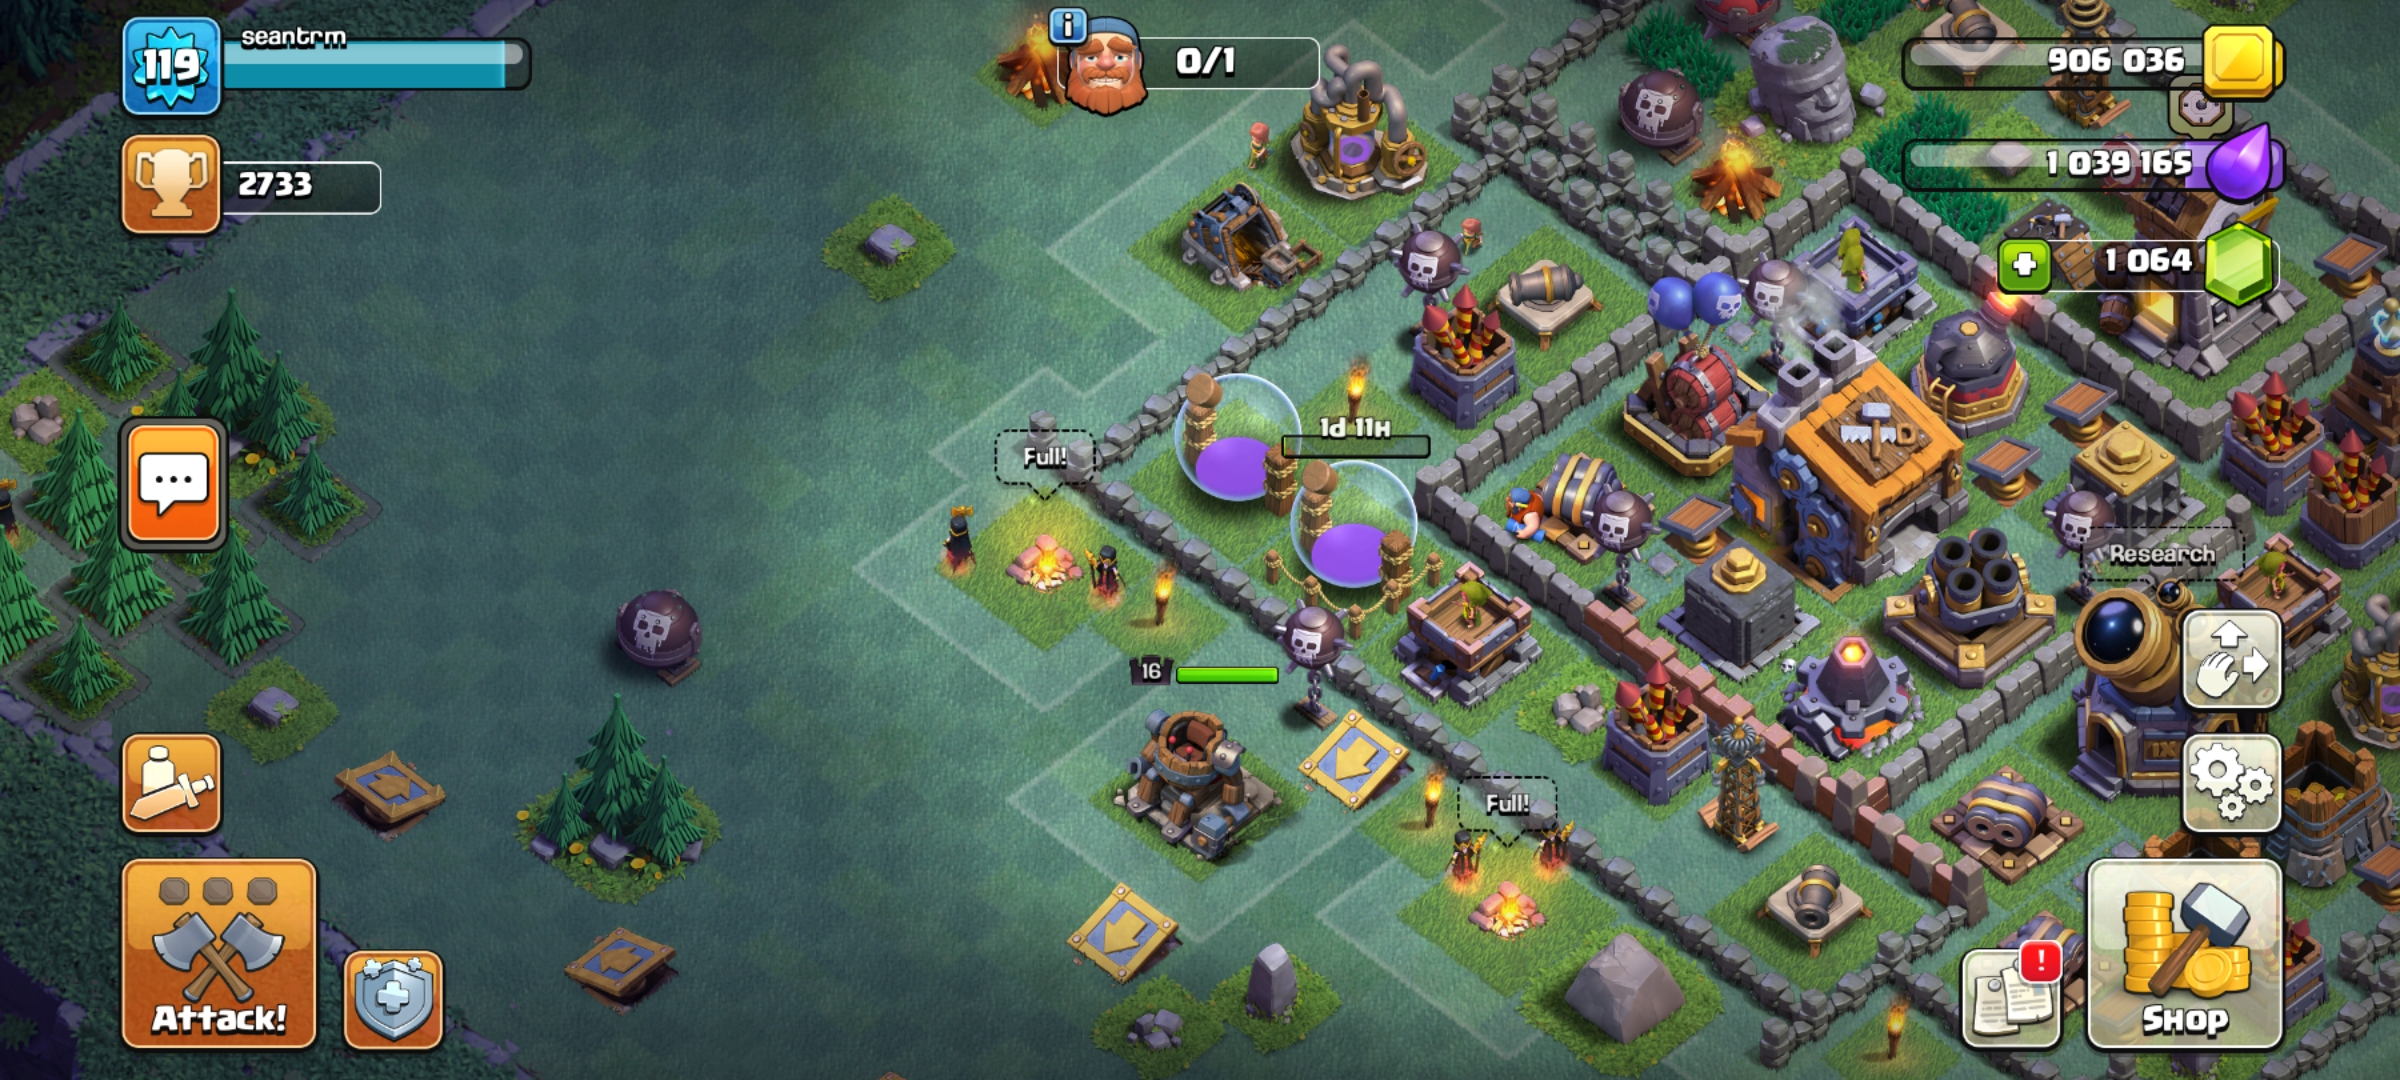 119
seantrm
2733
i
0/1
906 036
1 039 165
1 064
1d 11H
Full!
Research
16
Full!
IX
Attack!
!
Shop